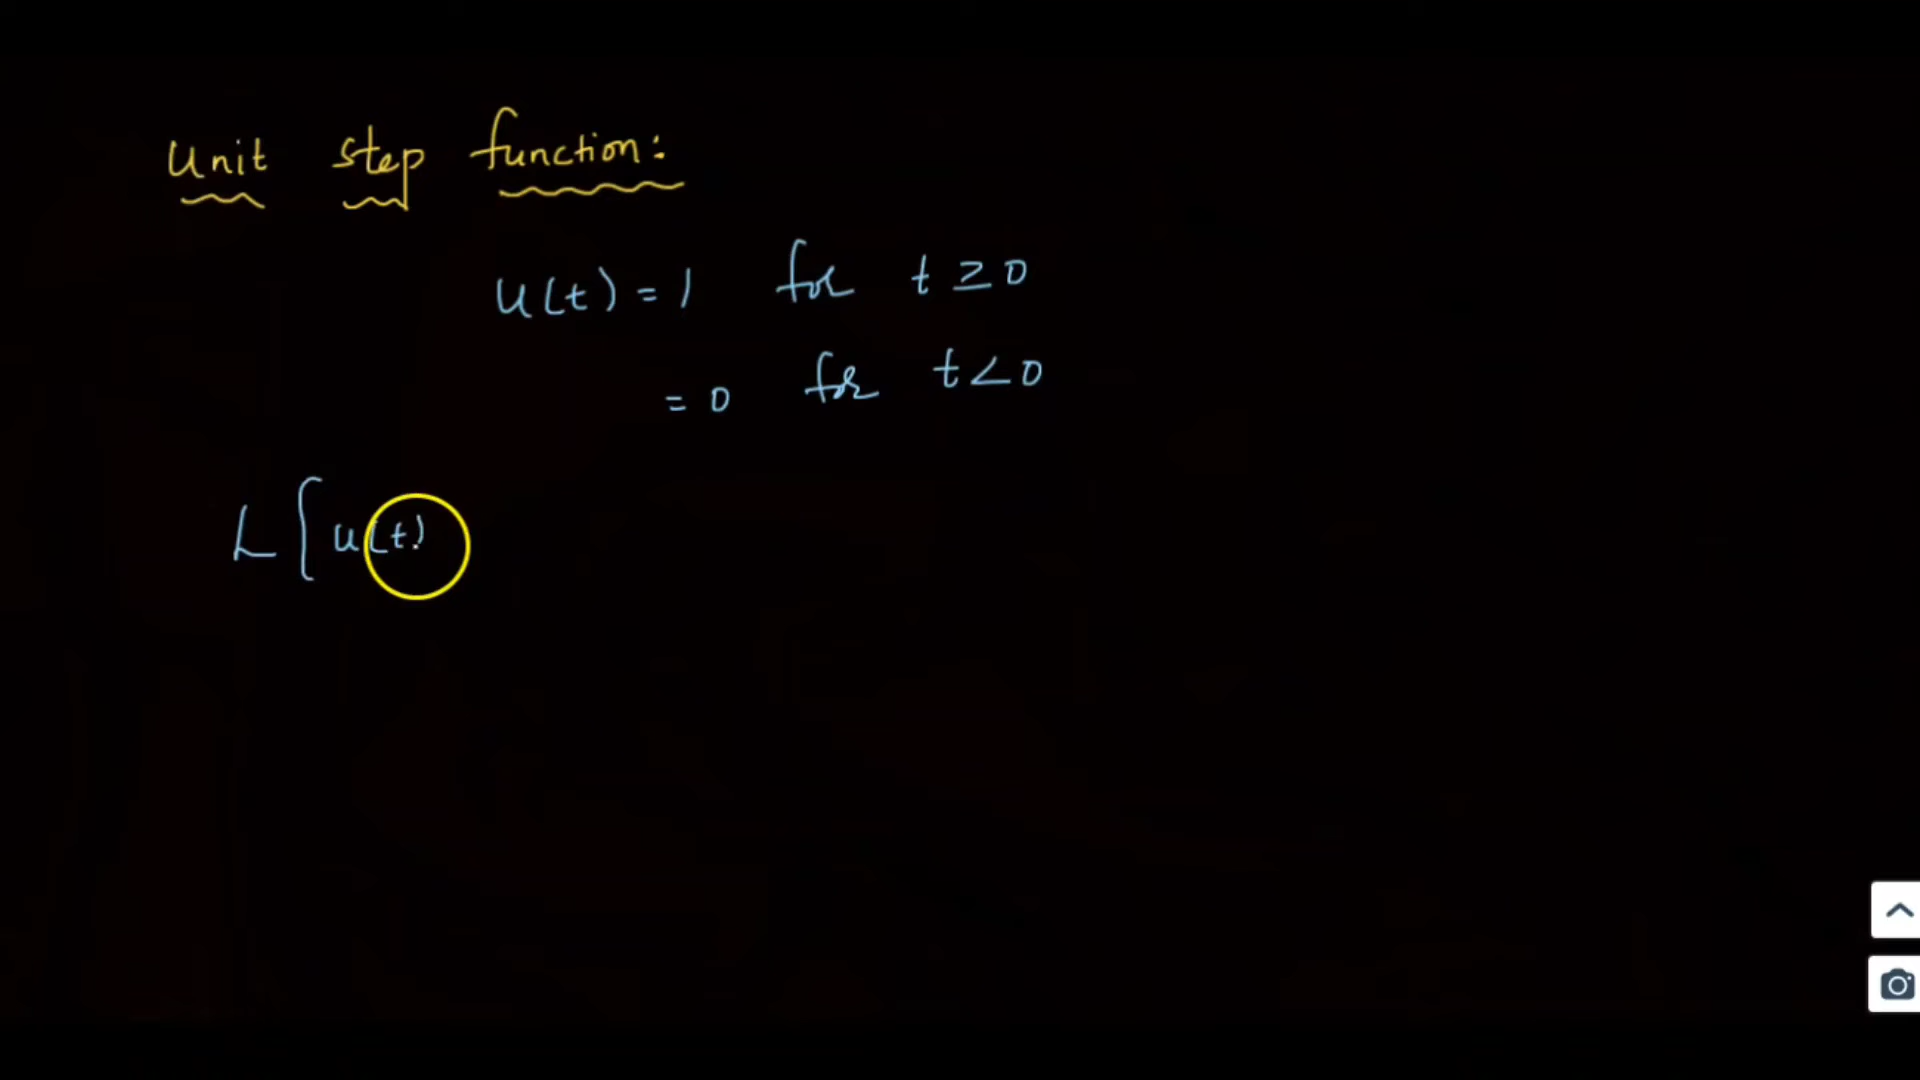 Unit step function:
u(t) = 1 for t ≥ 0
= 0 for t < 0
L { u(t)